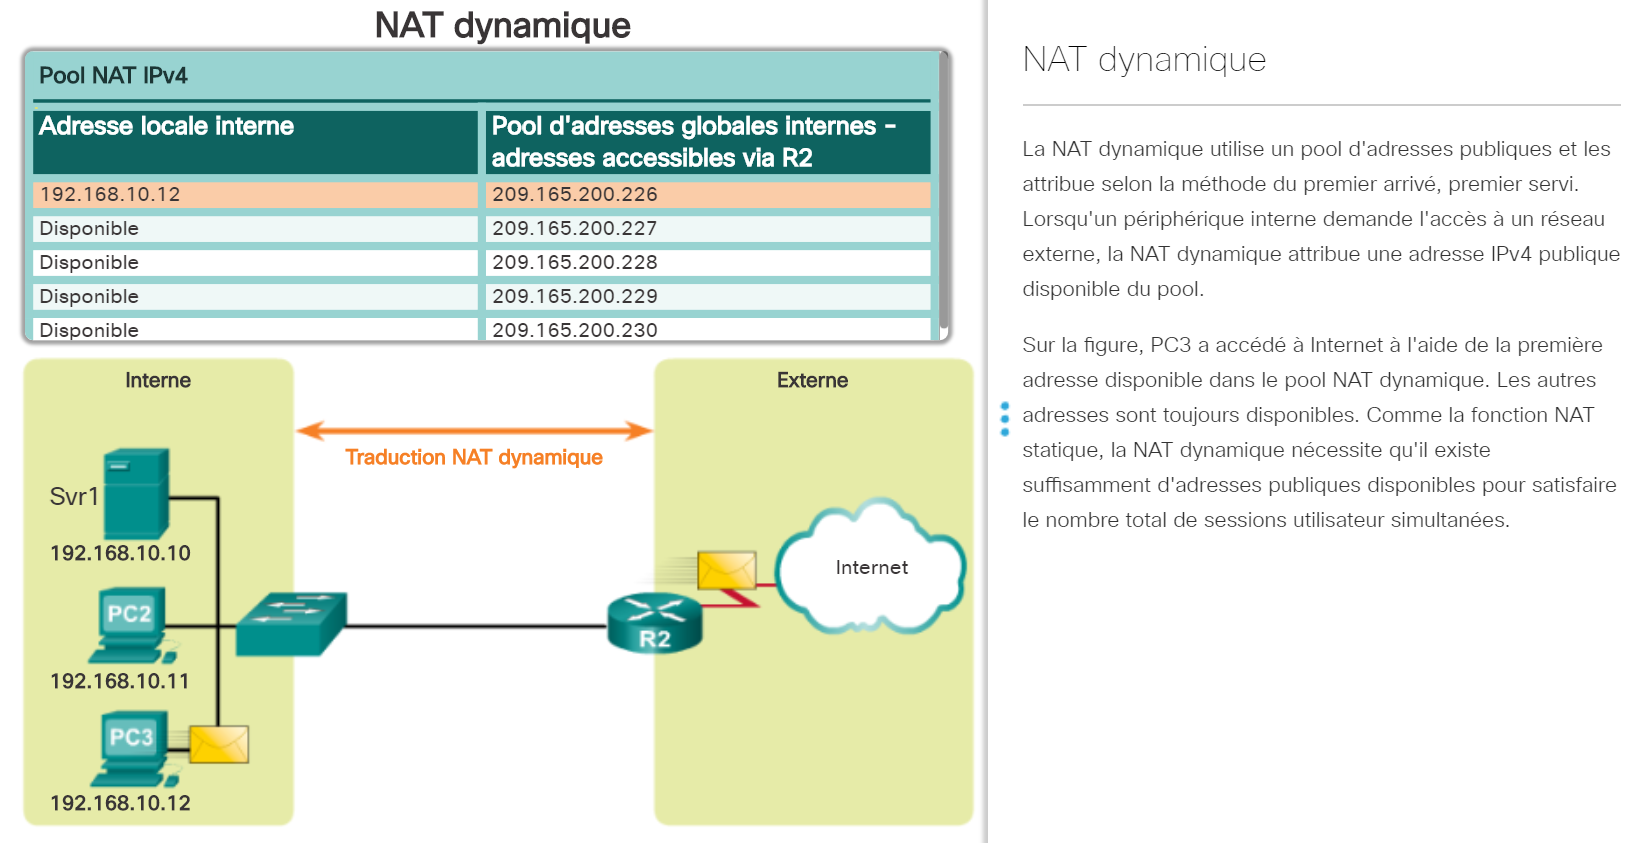 NAT dynamique
Pool NAT IPv4
Adresse locale interne
Pool d'adresses globales internes -
adresses accessibles via R2
192.168.10.12
209.165.200.226
Disponible
209.165.200.227
Disponible
209.165.200.228
Disponible
209.165.200.229
Disponible
209.165.200.230
Interne
Externe
Traduction NAT dynamique
Svr1
192.168.10.10
Internet
PC2
R2
192.168.10.11
PC3
192.168.10.12
NAT dynamique
La NAT dynamique utilise un pool d'adresses publiques et les
attribue selon la méthode du premier arrivé, premier servi.
Lorsqu'un périphérique interne demande l'accès à un réseau
externe, la NAT dynamique attribue une adresse IPv4 publique
disponible du pool.
Sur la figure, PC3 a accédé à Internet à l'aide de la première
adresse disponible dans le pool NAT dynamique. Les autres
adresses sont toujours disponibles. Comme la fonction NAT
statique, la NAT dynamique nécessite qu'il existe
suffisamment d'adresses publiques disponibles pour satisfaire
le nombre total de sessions utilisateur simultanées.